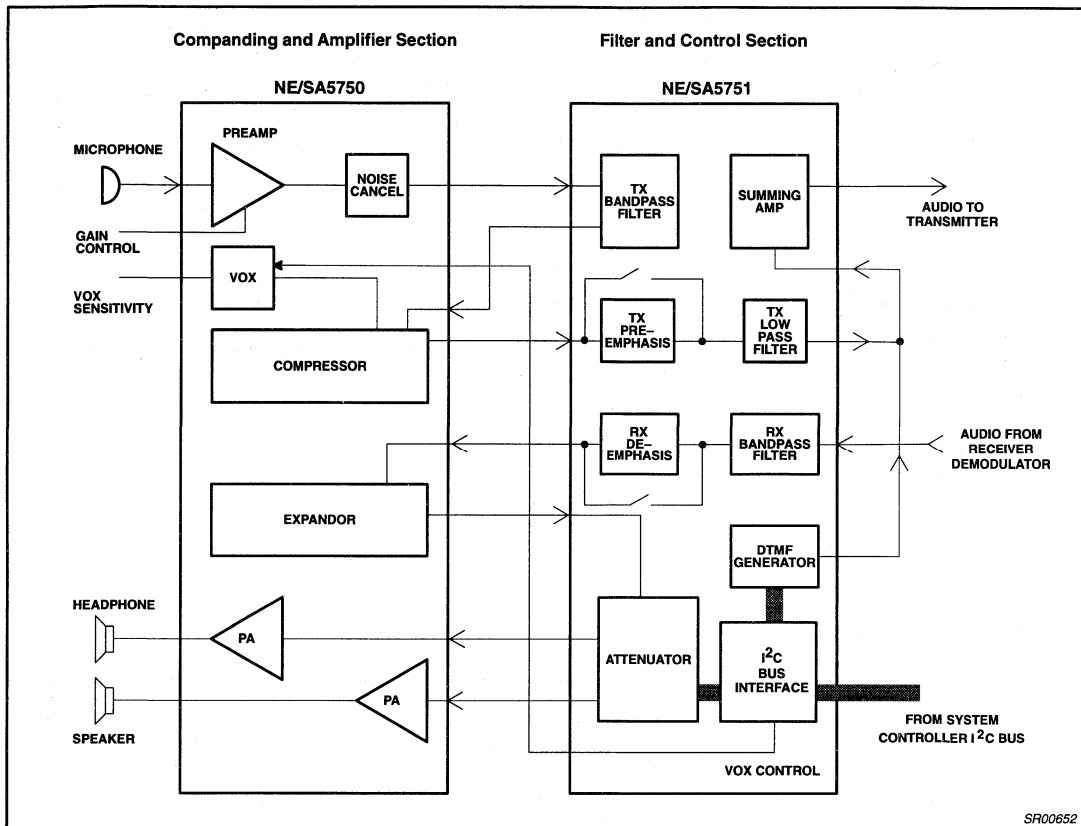 Companding and Amplifier Section
Filter and Control Section
NE/SA5750
NE/SA5751
MICROPHONE
PREAMP
NOISE
CANCEL
GAIN
CONTROL
VOX
VOX
SENSITIVITY
COMPRESSOR
EXPANDOR
HEADPHONE
PA
PA
SPEAKER
TX
BANDPASS
FILTER
SUMMING
AMP
AUDIO TO
TRANSMITTER
TX
PRE–
EMPHASIS
TX
LOW
PASS
FILTER
RX
DE–
EMPHASIS
RX
BANDPASS
FILTER
AUDIO FROM
RECEIVER
DEMODULATOR
DTMF
GENERATOR
ATTENUATOR
I²C
BUS
INTERFACE
FROM SYSTEM
CONTROLLER I²C BUS
VOX CONTROL
SR00652